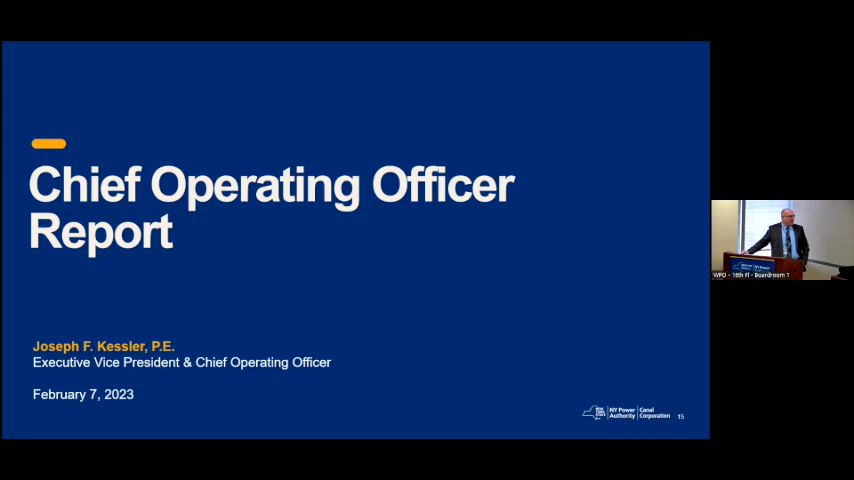 Chief Operating Officer
Report
Joseph F. Kessler, P.E.
Executive Vice President & Chief Operating Officer
February 7, 2023
NY Power
Authority
Canal
Corporation
15
WPO - 16th Fl - Boardroom 1